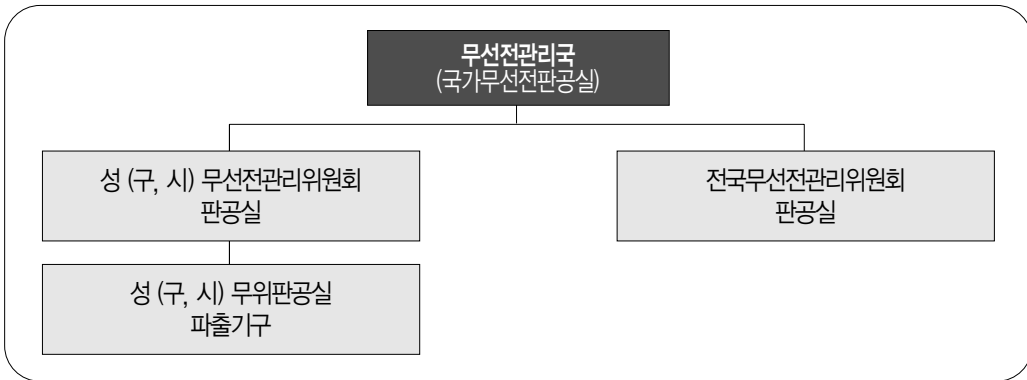 무선전관리국
(국가무선전판공실)
성 (구, 시) 무선전관리위원회
판공실
전국무선전관리위원회
판공실
성 (구, 시) 무위판공실
파출기구